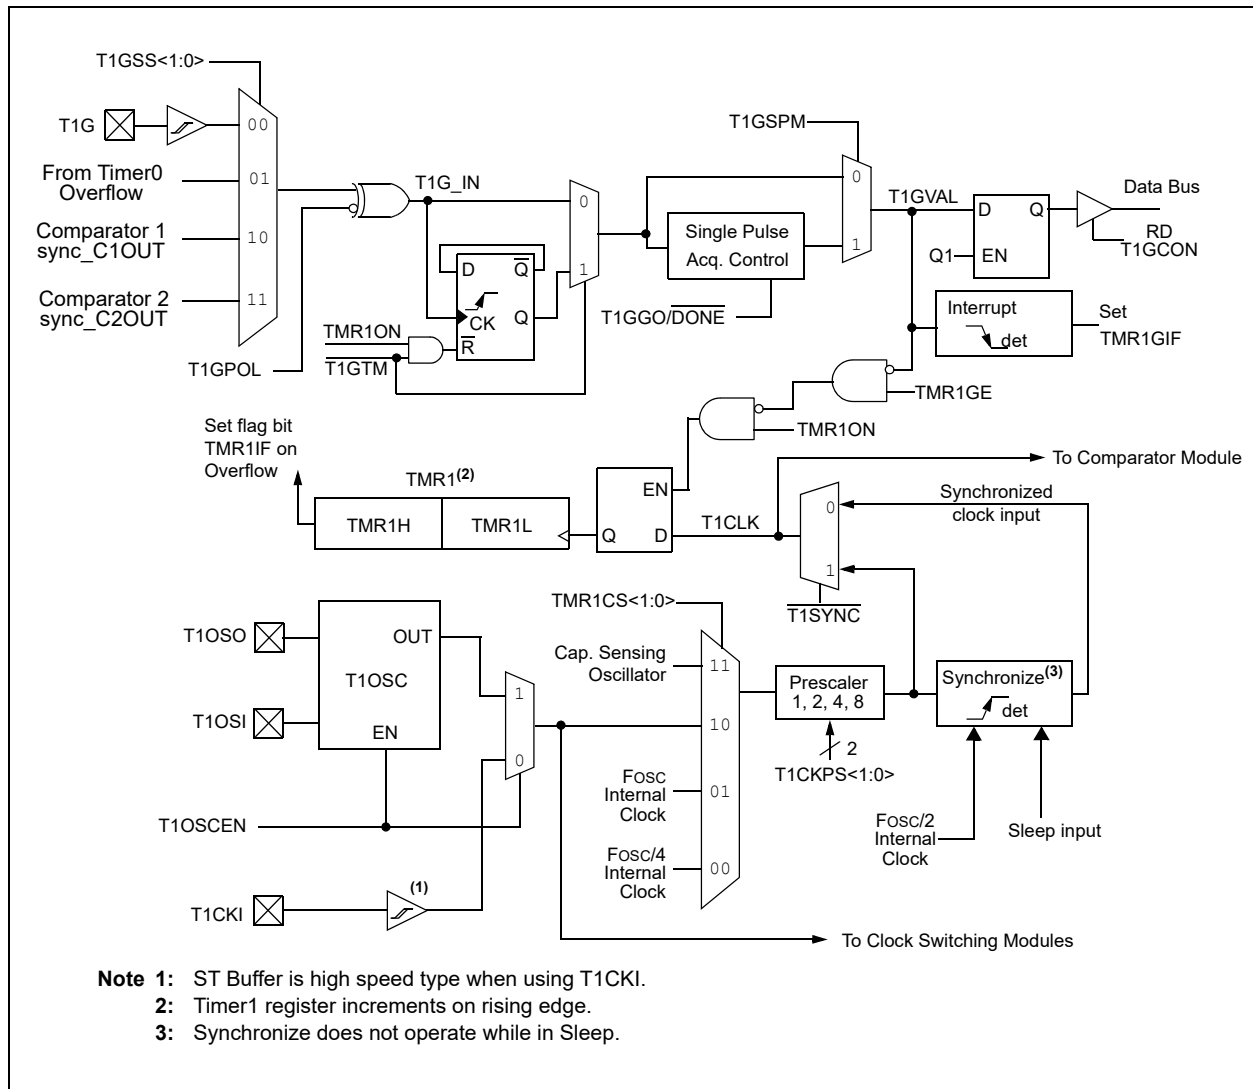 T1GSS<1:0>
T1G
00
From Timer0
Overflow
01
Comparator 1
sync_C1OUT
10
Comparator 2
sync_C2OUT
11
T1GPOL
T1G_IN
0
1
D
Q
CK
Q
R
TMR1ON
T1GTM
T1GSPM
0
1
Single Pulse
Acq. Control
T1GGO/DONE
T1GVAL
D
Q
Q1
EN
Data Bus
RD
T1GCON
Interrupt
det
Set
TMR1GIF
TMR1GE
TMR1ON
Set flag bit
TMR1IF on
Overflow
TMR1(2)
TMR1H
TMR1L
EN
Q
D
T1CLK
To Comparator Module
0
1
T1SYNC
Synchronized
clock input
T1OSO
T1OSI
OUT
T1OSC
EN
T1OSCEN
1
0
T1CKI
(1)
TMR1CS<1:0>
Cap. Sensing
Oscillator
11
10
FOSC
Internal
Clock
01
FOSC/4
Internal
Clock
00
Prescaler
1, 2, 4, 8
2
T1CKPS<1:0>
Synchronize(3)
det
FOSC/2
Internal
Clock
Sleep input
To Clock Switching Modules
Note 1: ST Buffer is high speed type when using T1CKI.
2: Timer1 register increments on rising edge.
3: Synchronize does not operate while in Sleep.